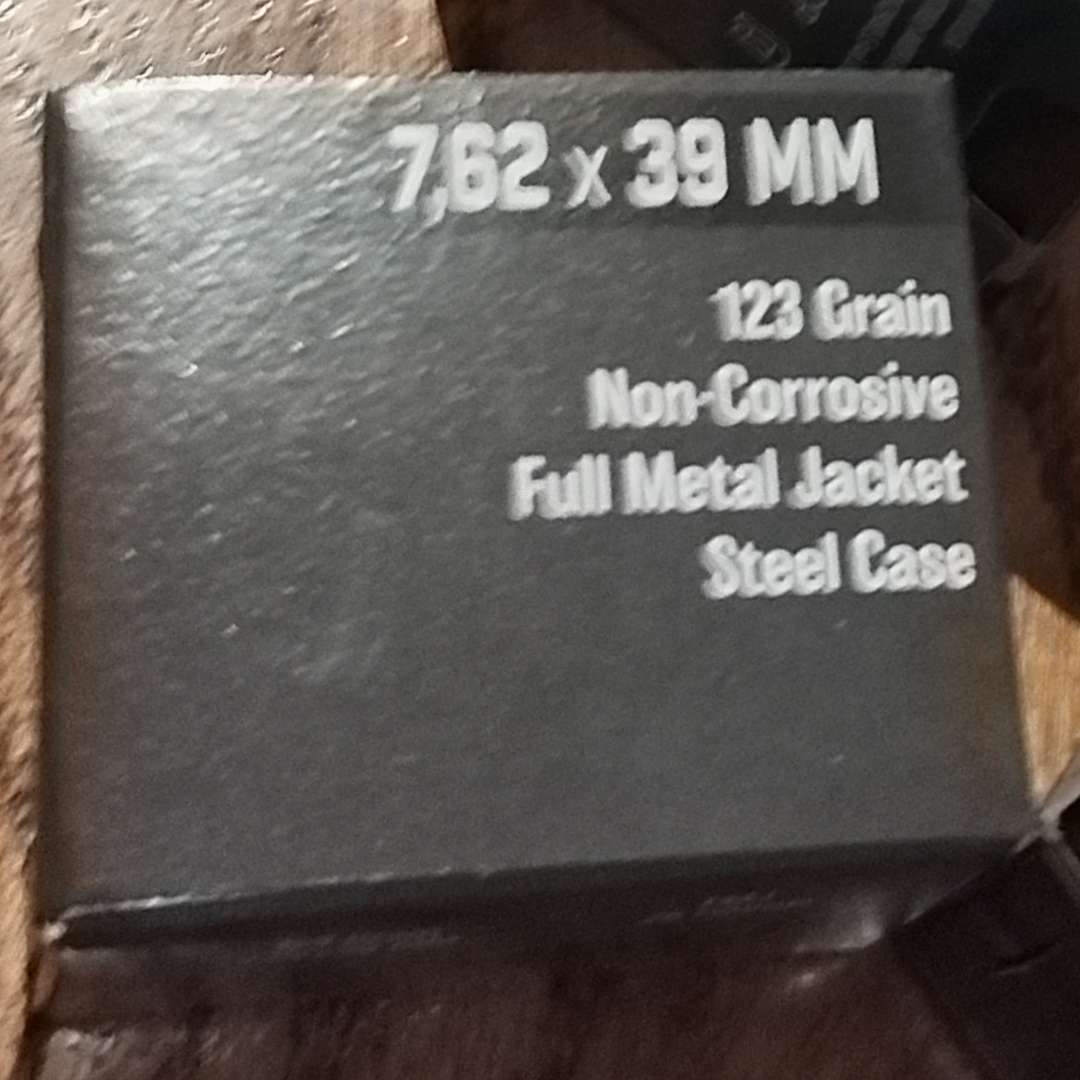 7,62 x 39 MM
123 Grain
Non-Corrosive
Full Metal Jacket
Steel Case